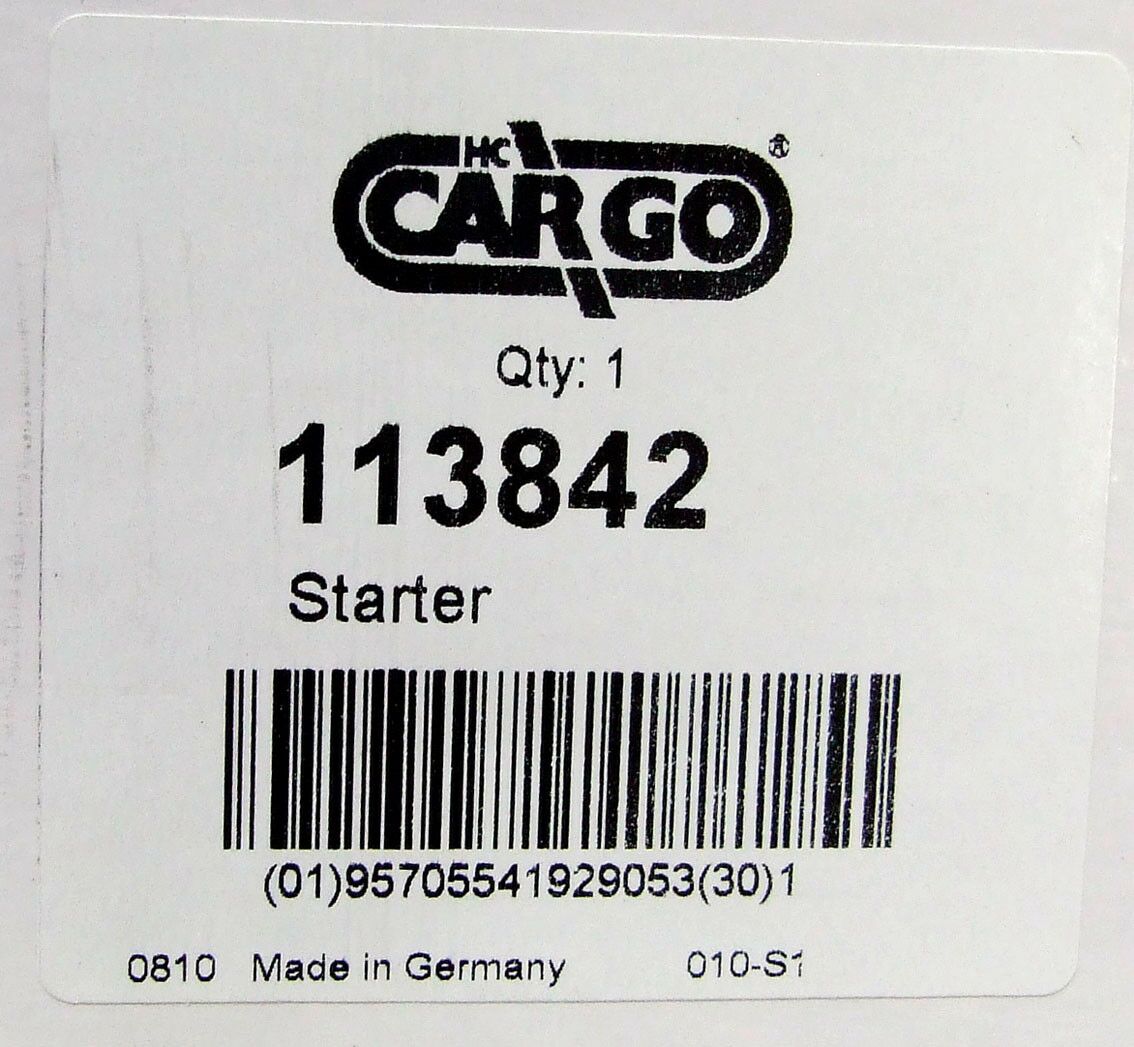 HC
CARGO®
Qty: 1
113842
Starter
(01)95705541929053(30)1
0810 Made in Germany 010-S1